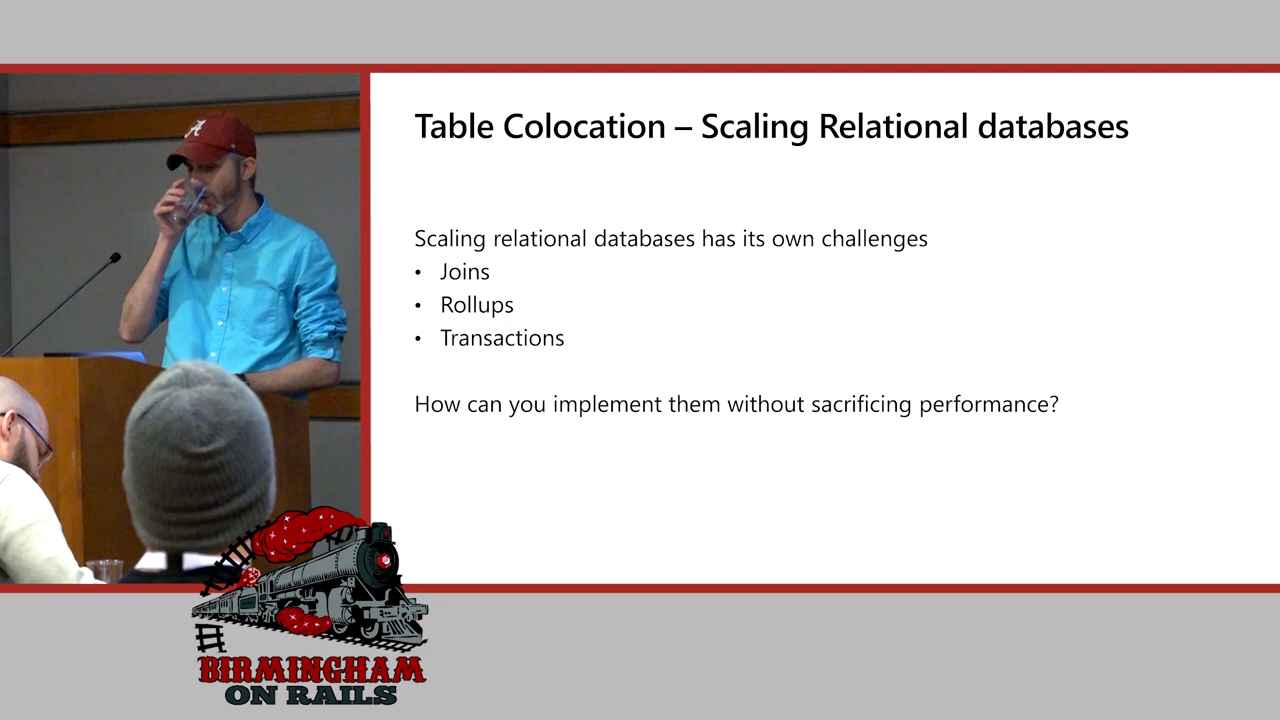 A
Table Colocation – Scaling Relational databases
Scaling relational databases has its own challenges
• Joins
• Rollups
• Transactions
How can you implement them without sacrificing performance?
BIRMINGHAM
ON RAILS